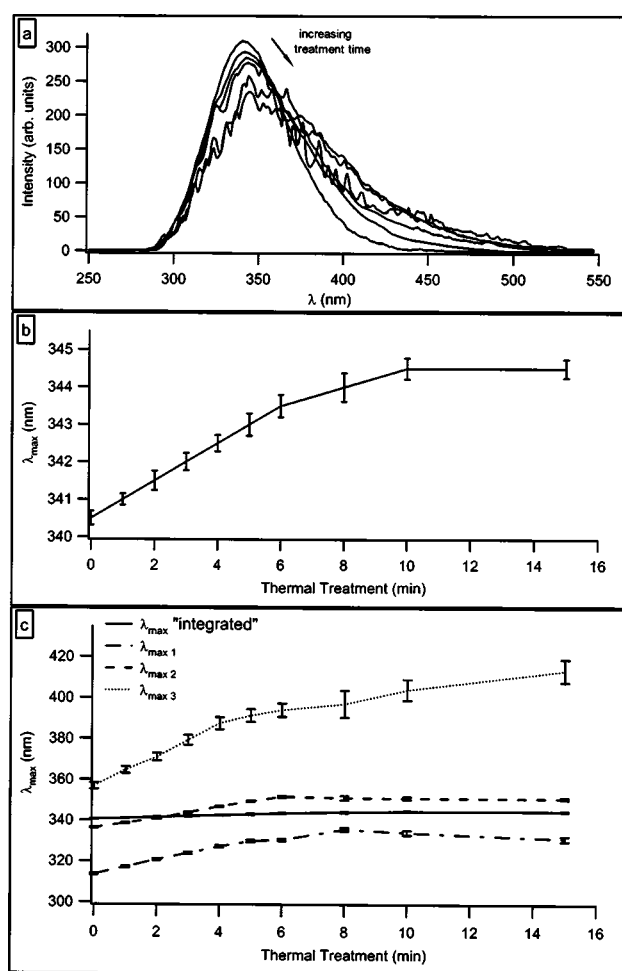 a
increasing
treatment time
300
250
200
150
100
50
0
Intensity (arb. units)
250 300 350 400 450 500 550
λ (nm)
b
345
344
343
342
341
340
λmax (nm)
0 2 4 6 8 10 12 14 16
Thermal Treatment (min)
c
λmax "integrated"
λmax 1
λmax 2
λmax 3
420
400
380
360
340
320
300
λmax (nm)
0 2 4 6 8 10 12 14 16
Thermal Treatment (min)